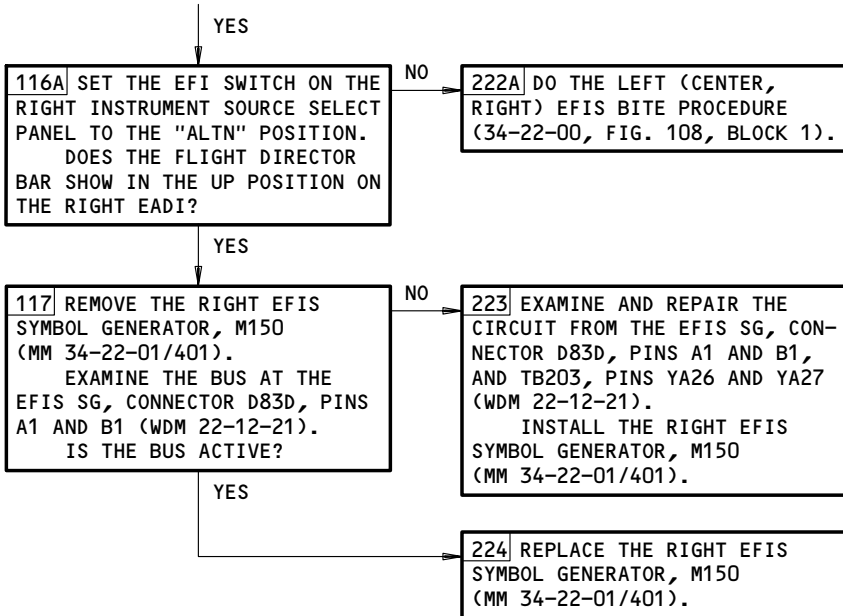 YES
116A SET THE EFI SWITCH ON THE
RIGHT INSTRUMENT SOURCE SELECT
PANEL TO THE "ALTN" POSITION.
DOES THE FLIGHT DIRECTOR
BAR SHOW IN THE UP POSITION ON
THE RIGHT EADI?
NO
222A DO THE LEFT (CENTER,
RIGHT) EFIS BITE PROCEDURE
(34-22-00, FIG. 108, BLOCK 1).
YES
117 REMOVE THE RIGHT EFIS
SYMBOL GENERATOR, M150
(MM 34-22-01/401).
EXAMINE THE BUS AT THE
EFIS SG, CONNECTOR D83D, PINS
A1 AND B1 (WDM 22-12-21).
IS THE BUS ACTIVE?
NO
223 EXAMINE AND REPAIR THE
CIRCUIT FROM THE EFIS SG, CON-
NECTOR D83D, PINS A1 AND B1,
AND TB203, PINS YA26 AND YA27
(WDM 22-12-21).
INSTALL THE RIGHT EFIS
SYMBOL GENERATOR, M150
(MM 34-22-01/401).
YES
224 REPLACE THE RIGHT EFIS
SYMBOL GENERATOR, M150
(MM 34-22-01/401).